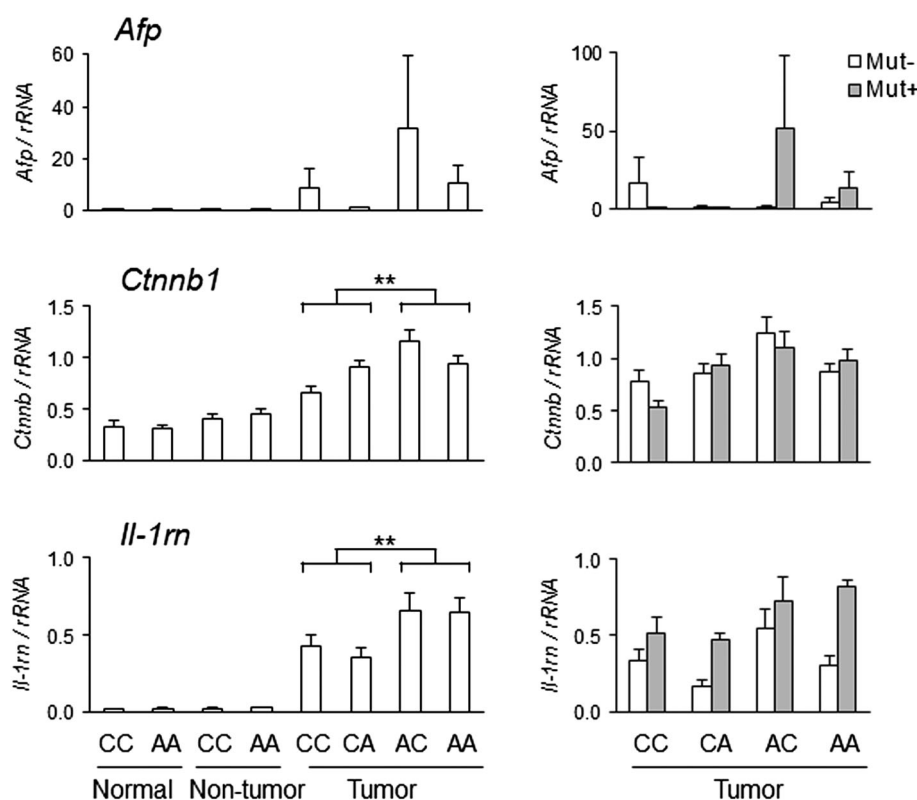 Afp
60
40
20
0
Afp / rRNA
100
50
0
Afp / rRNA
Mut-
Mut+
Ctnnb1
**
1.5
1.0
0.5
0.0
Ctnnb / rRNA
1.5
1.0
0.5
0.0
Ctnnb / rRNA
Il-1rn
**
1.0
0.5
0.0
Il-1rn / rRNA
1.0
0.5
0.0
Il-1rn / rRNA
CC AA CC AA CC CA AC AA
Normal Non-tumor Tumor
CC CA AC AA
Tumor